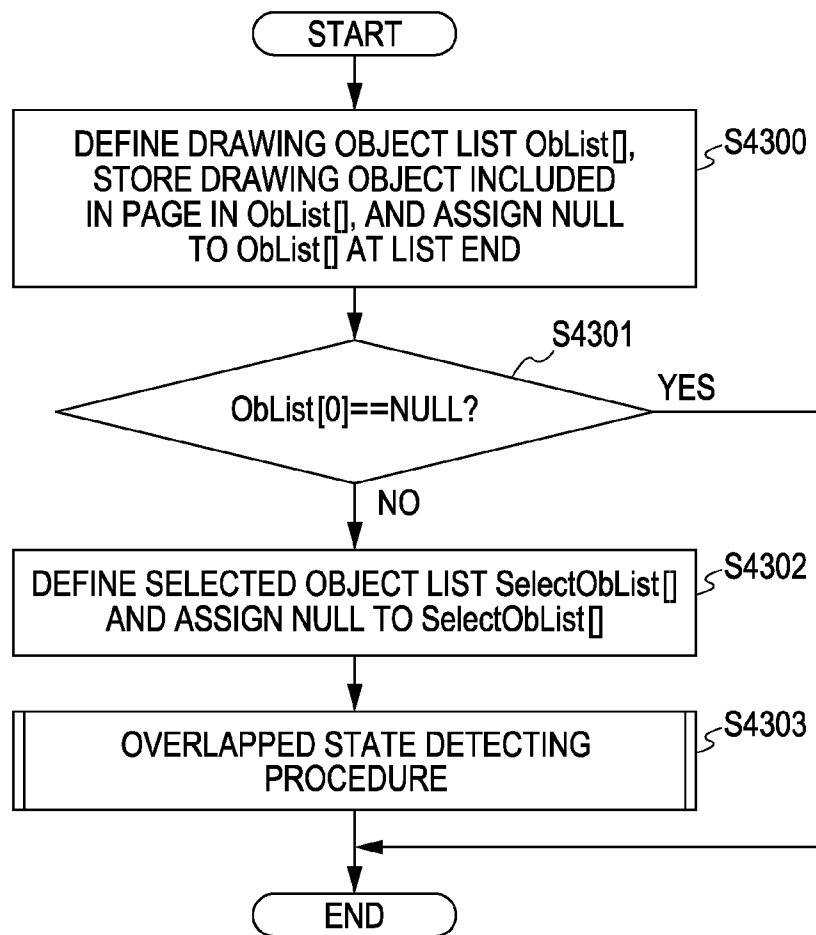 START
DEFINE DRAWING OBJECT LIST ObList[],
STORE DRAWING OBJECT INCLUDED
IN PAGE IN ObList[], AND ASSIGN NULL
TO ObList[] AT LIST END
S4300
S4301
ObList[0]==NULL?
YES
NO
DEFINE SELECTED OBJECT LIST SelectObList[]
AND ASSIGN NULL TO SelectObList[]
S4302
OVERLAPPED STATE DETECTING
PROCEDURE
S4303
END